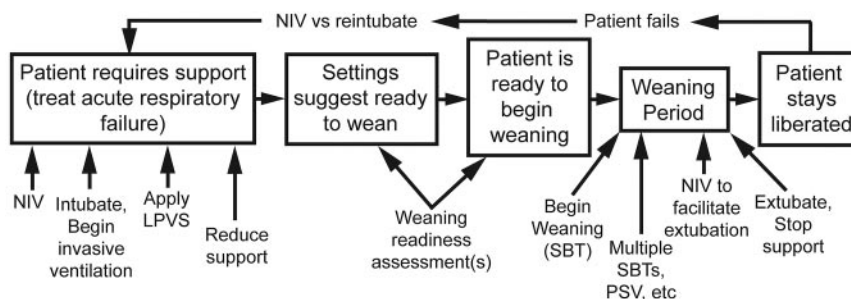 NIV vs reintubate
Patient fails
Patient requires support
(treat acute respiratory
failure)
Settings
suggest ready
to wean
Patient is
ready to
begin
weaning
Weaning
Period
Patient
stays
liberated
NIV
Intubate,
Begin
invasive
ventilation
Apply
LPVS
Reduce
support
Weaning
readiness
assessment(s)
Begin
Weaning
(SBT)
Multiple
SBTs,
PSV, etc
NIV to
facilitate
extubation
Extubate,
Stop
support